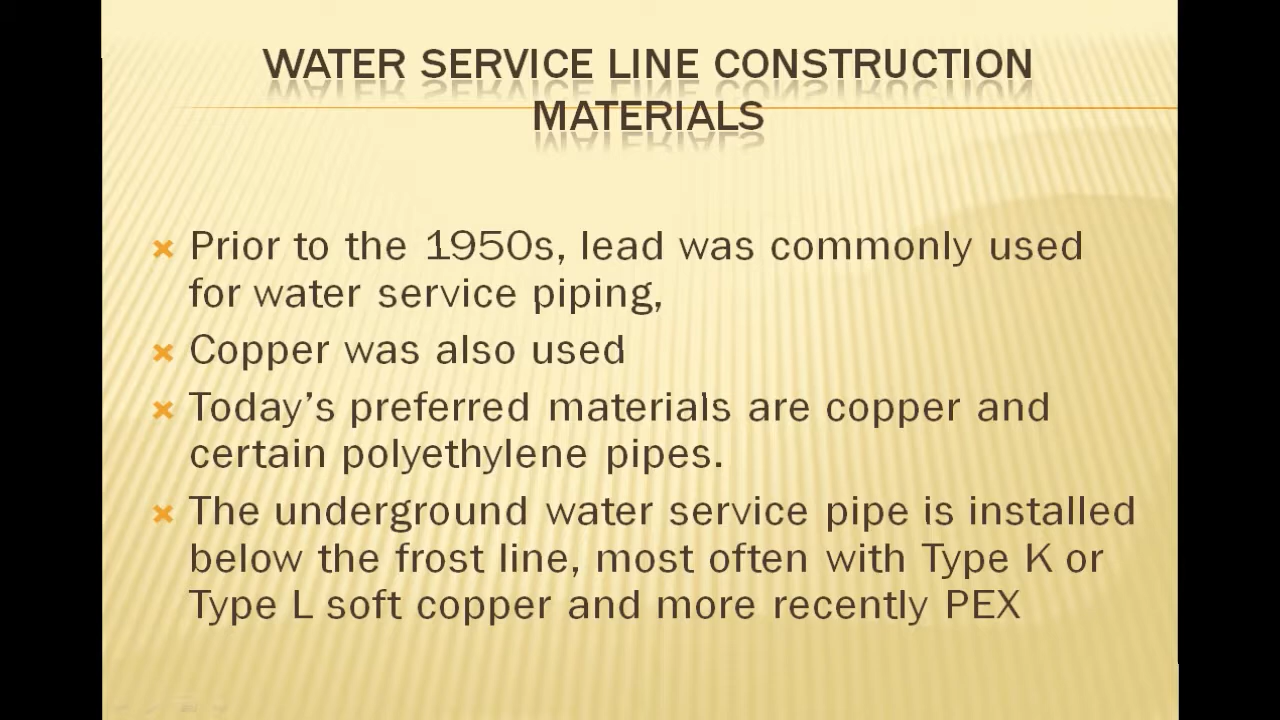 WATER SERVICE LINE CONSTRUCTION
MATERIALS
Prior to the 1950s, lead was commonly used
for water service piping,
Copper was also used
Today's preferred materials are copper and
certain polyethylene pipes.
The underground water service pipe is installed
below the frost line, most often with Type K or
Type L soft copper and more recently PEX